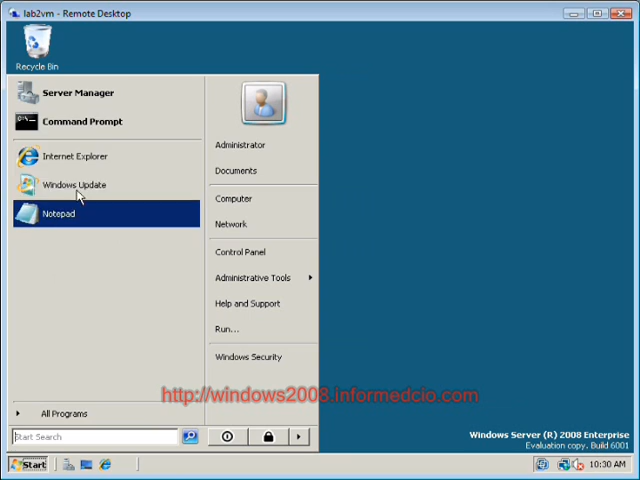 lab2vm - Remote Desktop
Recycle Bin
Server Manager
Command Prompt
Internet Explorer
Windows Update
Notepad
All Programs
Start Search
Administrator
Documents
Computer
Network
Control Panel
Administrative Tools
Help and Support
Run...
Windows Security
http://windows2008.informedcio.com
Windows Server (R) 2008 Enterprise
Evaluation copy. Build 6001
Start
10:30 AM